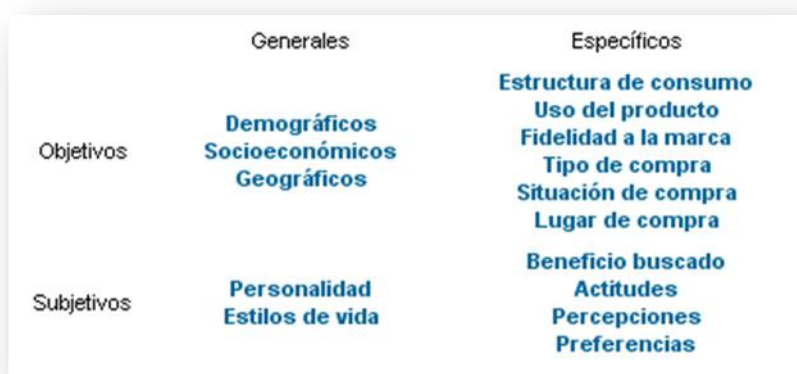 Generales Específicos
Objetivos
Demográficos
Socioeconómicos
Geográficos
Estructura de consumo
Uso del producto
Fidelidad a la marca
Tipo de compra
Situación de compra
Lugar de compra
Subjetivos
Personalidad
Estilos de vida
Beneficio buscado
Actitudes
Percepciones
Preferencias